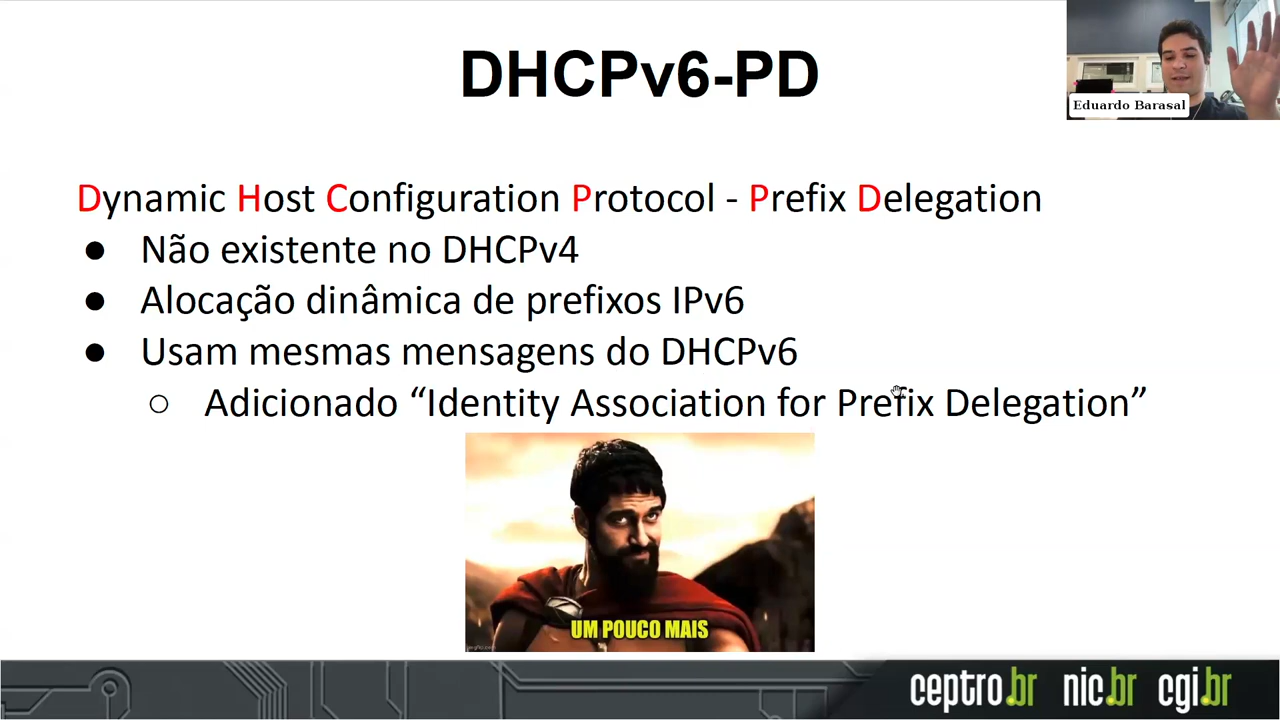 DHCPv6-PD
Eduardo Barasal
Dynamic Host Configuration Protocol - Prefix Delegation
● Não existente no DHCPv4
● Alocação dinâmica de prefixos IPv6
● Usam mesmas mensagens do DHCPv6
○ Adicionado “Identity Association for Prefix Delegation”
UM POUCO MAIS
ceptro.br nic.br cgi.br